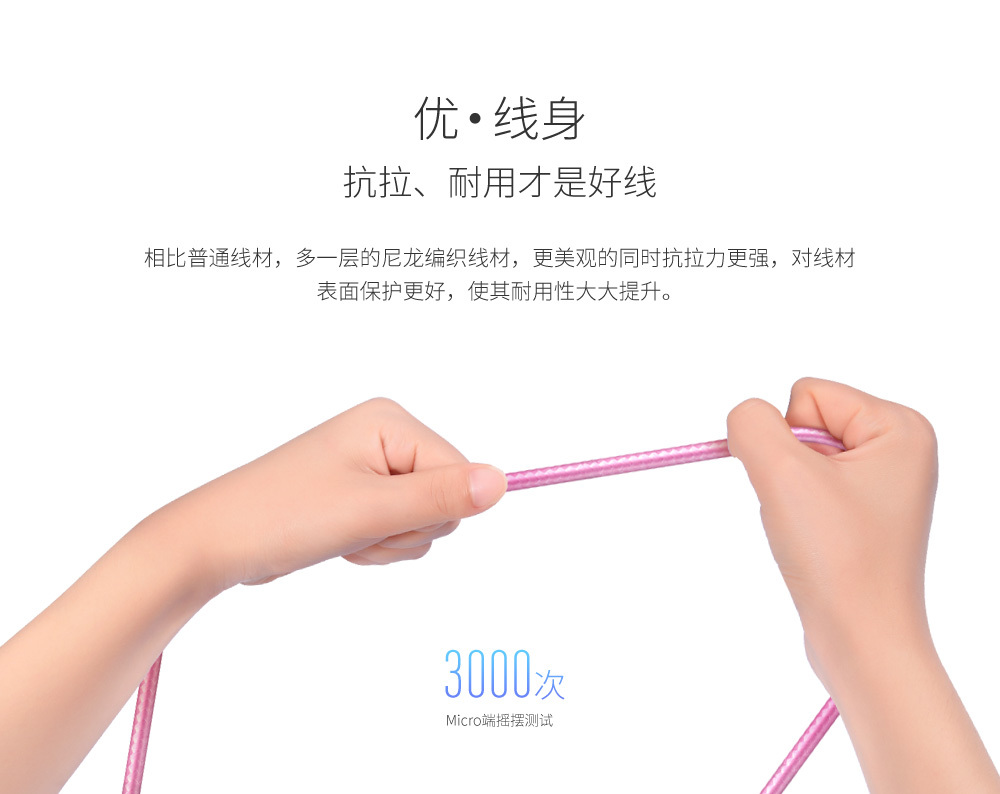 优·线身
抗拉、耐用才是好线
相比普通线材，多一层的尼龙编织线材，更美观的同时抗拉力更强，对线材
表面保护更好，使其耐用性大大提升。
3000次
Micro端摇摆测试